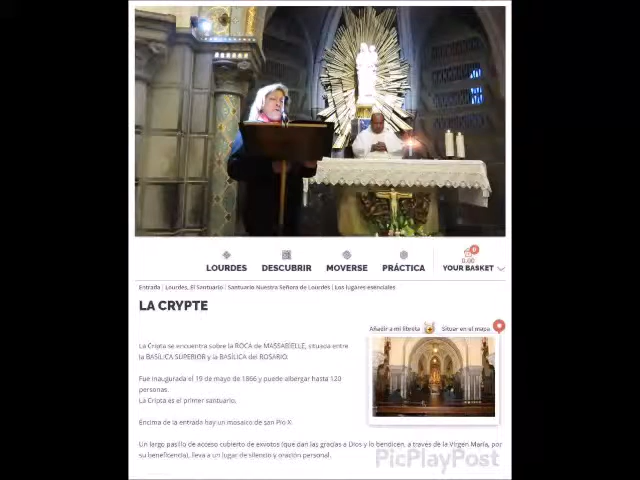 LOURDES DESCUBRIR MOVERSE PRÁCTICA 0 0,00 YOUR BASKET
Entrada | Lourdes, El Santuario | Santuario Nuestra Señora de Lourdes | Los lugares esenciales
LA CRYPTE
Añadir a mi libreta Situar en el mapa
La Cripta se encuentra sobre la ROCA de MASSABIELLE, situada entre
la BASÍLICA SUPERIOR y la BASÍLICA del ROSARIO.
Fue inaugurada el 19 de mayo de 1866 y puede albergar hasta 120
personas.
La Cripta es el primer santuario.
Encima de la entrada hay un mosaico de san Pío X
Un largo pasillo de acceso cubierto de exvotos (que dan las gracias a Dios y lo bendicen, a través de la Virgen María, por
su beneficencia), lleva a un lugar de silencio y oración personal.
PicPlayPost